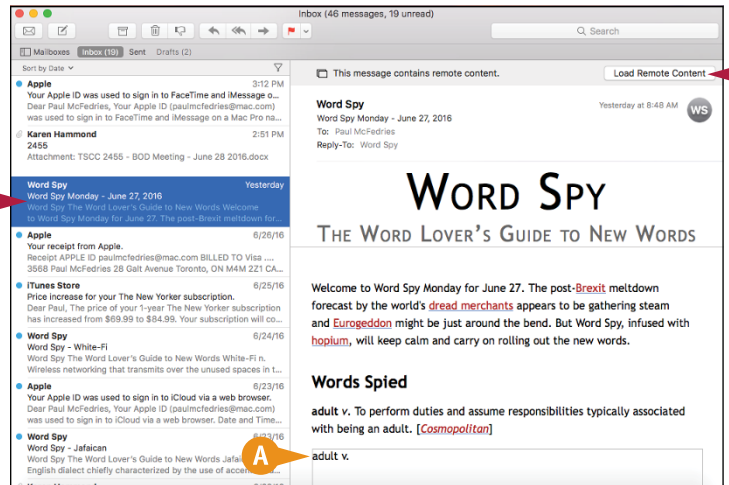 Inbox (46 messages, 19 unread)
Search
Mailboxes Inbox (19) Sent Drafts (2)
Sort by Date
Apple 3:12 PM
Your Apple ID was used to sign in to FaceTime and iMessage o...
Dear Paul McFedries, Your Apple ID (paulmcfedries@mac.com)
was used to sign in to FaceTime and iMessage on a Mac Pro na...
Karen Hammond 2:51 PM
2455
Attachment: TSCC 2455 - BOD Meeting - June 28 2016.docx
Word Spy Yesterday
Word Spy Monday - June 27, 2016
Word Spy The Word Lover's Guide to New Words Welcome
to Word Spy Monday for June 27. The post-Brexit meltdown for...
Apple 6/26/16
Your receipt from Apple.
Receipt APPLE ID paulmcfedries@mac.com BILLED TO Visa ....
3568 Paul McFedries 28 Galt Avenue Toronto, ON M4M 2Z1 CA...
iTunes Store 6/25/16
Price increase for your The New Yorker subscription.
Dear Paul, The price of your 1-year The New Yorker subscription
has increased from $69.99 to $84.99. Your subscription will co...
Word Spy 6/24/16
Word Spy - White-Fi
Word Spy The Word Lover's Guide to New Words White-Fi n.
Wireless networking that transmits over the unused spaces in t...
Apple 6/23/16
Your Apple ID was used to sign in to iCloud via a web browser.
Dear Paul McFedries, Your Apple ID (paulmcfedries@mac.com)
was used to sign in to iCloud via a web browser. Date and Time...
Word Spy 6/23/16
Word Spy - Jafaican
Word Spy The Word Lover's Guide to New Words
English dialect chiefly characterized by the use of
This message contains remote content. Load Remote Content
Word Spy Yesterday at 8:48 AM
WS
Word Spy Monday - June 27, 2016
To: Paul McFedries
Reply-To: Word Spy
WORD SPY
THE WORD LOVER'S GUIDE TO NEW WORDS
Welcome to Word Spy Monday for June 27. The post-Brexit meltdown
forecast by the world's dread merchants appears to be gathering steam
and Eurogeddon might be just around the bend. But Word Spy, infused with
hopium, will keep calm and carry on rolling out the new words.
Words Spied
adult v. To perform duties and assume responsibilities typically associated
with being an adult. [Cosmopolitan]
A
adult v.